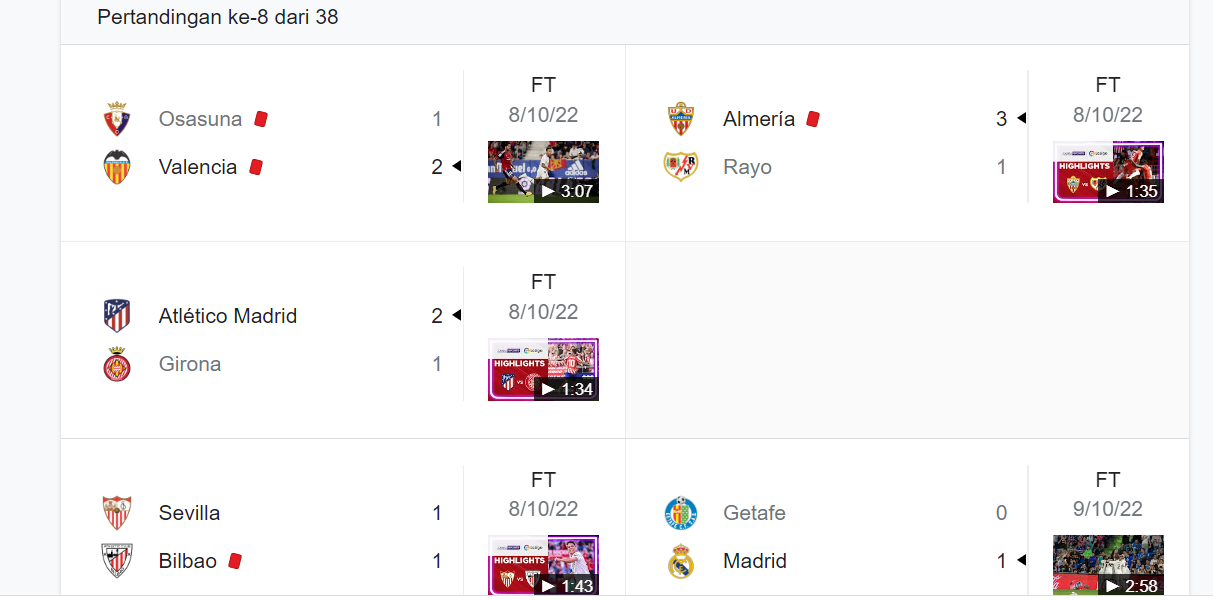 Pertandingan ke-8 dari 38
Osasuna 1
Valencia 2
FT
8/10/22
3:07
Almería 3
Rayo 1
FT
8/10/22
HIGHLIGHTS
1:35
Atlético Madrid 2
Girona 1
FT
8/10/22
HIGHLIGHTS
VS
1:34
Sevilla 1
Bilbao 1
FT
8/10/22
HIGHLIGHTS
VS
1:43
Getafe 0
Madrid 1
FT
9/10/22
2:58